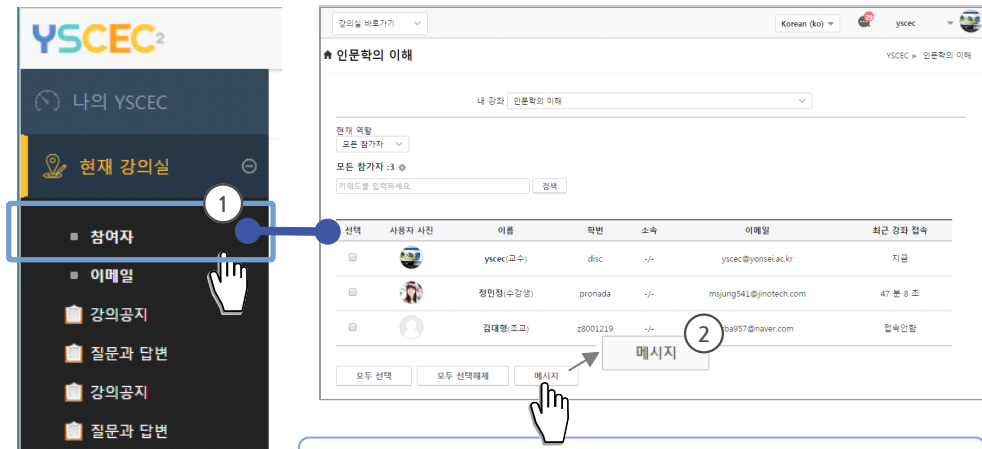 YSCEC2
나의 YSCEC
현재 강의실
1
참여자
이메일
강의공지
질문과 답변
강의공지
질문과 답변
강의실 바로가기
Korean (ko)
29
yscec
인문학의 이해
YSCEC ▶ 인문학의 이해
내 강좌 인문학의 이해
현재 역할
모든 참가자
모든 참가자 :3
키워드를 입력하세요.
검색
선택 사용자 사진 이름 학번 소속 이메일 최근 강좌 접속
yscec(교수) disc -/- yscec@yonsei.ac.kr 지금
정민정(수강생) pronada -/- msjung541@jinotech.com 47 분 8 조
김대형(조교) z8001219 -/- 접속안함
2
메시지
모두 선택 모두 선택해제 메시지